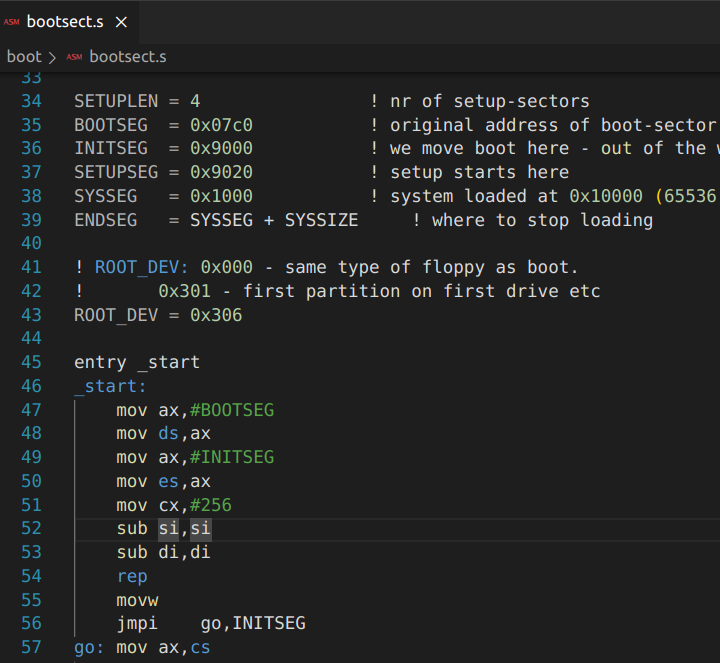 ASM bootsect.s ×
boot > ASM bootsect.s
33
34 SETUPLEN = 4 ! nr of setup-sectors
35 BOOTSEG = 0x07c0 ! original address of boot-sector
36 INITSEG = 0x9000 ! we move boot here - out of the
37 SETUPSEG = 0x9020 ! setup starts here
38 SYSSEG = 0x1000 ! system loaded at 0x10000 (65536
39 ENDSEG = SYSSEG + SYSSIZE ! where to stop loading
40
41 ! ROOT_DEV: 0x000 - same type of floppy as boot.
42 ! 0x301 - first partition on first drive etc
43 ROOT_DEV = 0x306
44
45 entry _start
46 _start:
47 mov ax,#BOOTSEG
48 mov ds,ax
49 mov ax,#INITSEG
50 mov es,ax
51 mov cx,#256
52 sub si,si
53 sub di,di
54 rep
55 movw
56 jmpi go,INITSEG
57 go: mov ax,cs